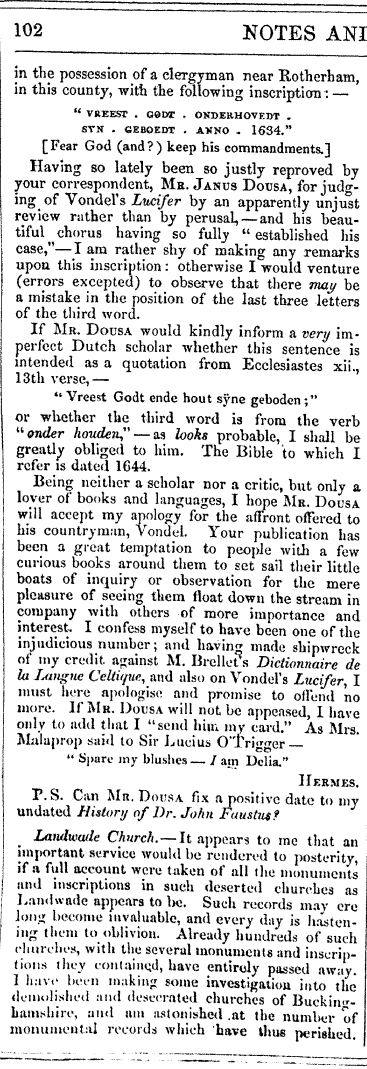 102 NOTES AND
in the possession of a clergyman near Rotherham,
in this county, with the following inscription: —
"VREEST . GODT . ONDERHOVEDT .
SYN . GEBOEDT . ANNO . 1634."
[Fear God (and?) keep his commandments.]
Having so lately been so justly reproved by
your correspondent, MR. JANUS DOUSA, for judg-
ing of Vondel's Lucifer by an apparently unjust
review rather than by perusal, — and his beau-
tiful chorus having so fully "established his
case,"—I am rather shy of making any remarks
upon this inscription: otherwise I would venture
(errors excepted) to observe that there may be
a mistake in the position of the last three letters
of the third word.
If MR. DOUSA would kindly inform a very im-
perfect Dutch scholar whether this sentence is
intended as a quotation from Ecclesiastes xii.,
13th verse, —
"Vreest Godt ende hout sÿne geboden;"
or whether the third word is from the verb
"onder houden," — as looks probable, I shall be
greatly obliged to him. The Bible to which I
refer is dated 1644.
Being neither a scholar nor a critic, but only a
lover of books and languages, I hope MR. DOUSA
will accept my apology for the affront offered to
his countryman, Vondel. Your publication has
been a great temptation to people with a few
curious books around them to set sail their little
boats of inquiry or observation for the mere
pleasure of seeing them float down the stream in
company with others of more importance and
interest. I confess myself to have been one of the
injudicious number; and having made shipwreck
of my credit against M. Brellet's Dictionnaire de
la Langue Celtique, and also on Vondel's Lucifer, I
must here apologise and promise to offend no
more. If MR. DOUSA will not be appeased, I have
only to add that I "send him my card." As Mrs.
Malaprop said to Sir Lucius O'Trigger —
"Spare my blushes — I am Delia."
HERMES.
P. S. Can MR. DOUSA fix a positive date to my
undated History of Dr. John Faustus?
Landwade Church. — It appears to me that an
important service would be rendered to posterity,
if a full account were taken of all the monuments
and inscriptions in such deserted churches as
Landwade appears to be. Such records may ere
long become invaluable, and every day is hasten-
ing them to oblivion. Already hundreds of such
churches, with the several monuments and inscrip-
tions they contained, have entirely passed away.
I have been making some investigation into the
demolished and desecrated churches of Bucking-
hamshire, and am astonished at the number of
monumental records which have thus perished.